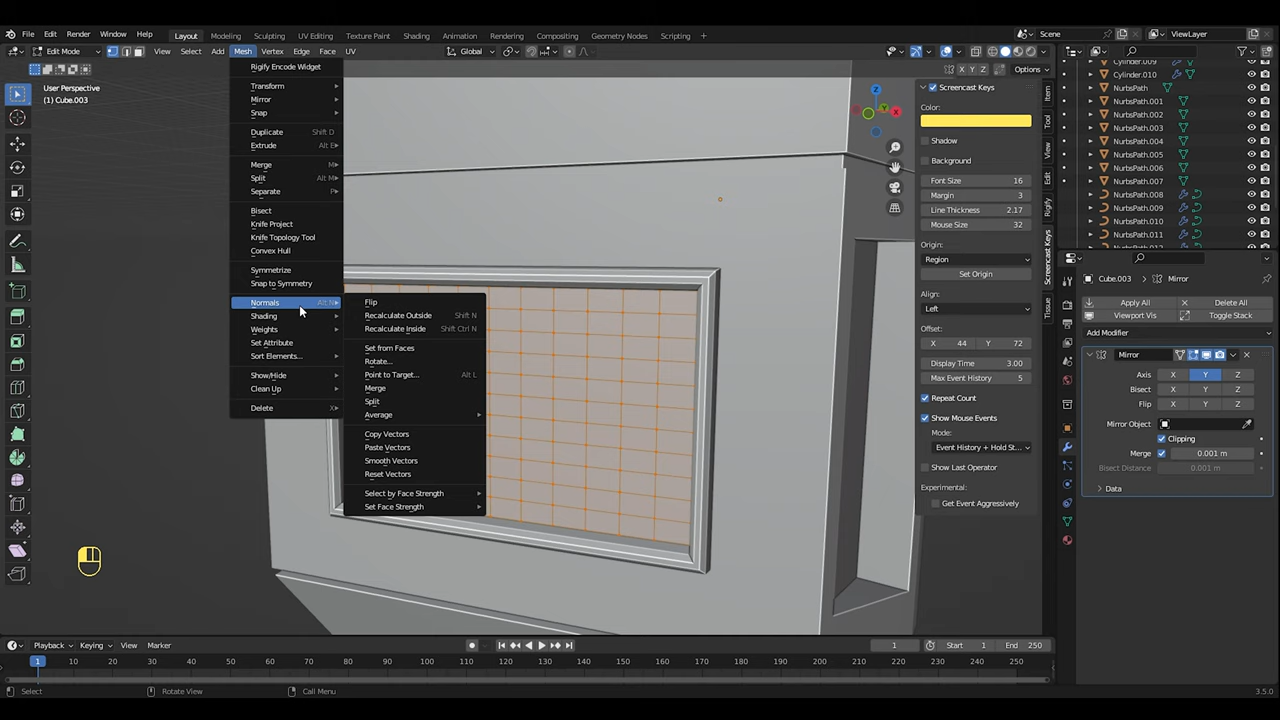 File Edit Render Window Help Layout Modeling Sculpting UV Editing Texture Paint Shading Animation Rendering Compositing Geometry Nodes Scripting Scene ViewLayer
Edit Mode View Select Add Mesh Vertex Edge Face UV Global
X Y Z Options
User Perspective
(1) Cube.003
Rigify Encode Widget
Transform
Mirror
Snap
Duplicate Shift D
Extrude Alt E
Merge M
Split Alt M
Separate P
Bisect
Knife Project
Knife Topology Tool
Convex Hull
Symmetrize
Snap to Symmetry
Normals Alt N
Shading
Weights
Set Attribute
Sort Elements...
Show/Hide
Clean Up
Delete X
Flip
Recalculate Outside Shift N
Recalculate Inside Shift Ctrl N
Set from Faces
Rotate...
Point to Target... Alt L
Merge
Split
Average
Copy Vectors
Paste Vectors
Smooth Vectors
Reset Vectors
Select by Face Strength
Set Face Strength
Z
Y
X
Screencast Keys
Color:
Shadow
Background
Font Size 16
Margin 3
Line Thickness 2.17
Mouse Size 32
Origin:
Region
Set Origin
Align:
Left
Offset:
X 44 Y 72
Display Time 3.00
Max Event History 5
Repeat Count
Show Mouse Events
Mode:
Event History + Hold St...
Show Last Operator
Experimental:
Get Event Aggressively
Item
Tool
View
Edit
Rigify
Screencast Keys
Tissue
Cylinder.009
Cylinder.010
NurbsPath
NurbsPath.001
NurbsPath.002
NurbsPath.003
NurbsPath.004
NurbsPath.005
NurbsPath.006
NurbsPath.007
NurbsPath.008
NurbsPath.009
NurbsPath.010
NurbsPath.011
Cube.003 Mirror
Apply All Delete All
Viewport Vis Toggle Stack
Add Modifier
Mirror
Axis X Y Z
Bisect X Y Z
Flip X Y Z
Mirror Object
Clipping
Merge 0.001 m
Bisect Distance 0.001 m
Data
Playback Keying View Marker 1 Start 1 End 250
1 10 20 30 40 50 60 70 80 90 100 110 120 130 140 150 160 170 180 190 200 210 220 230 240 250
Select Rotate View Call Menu 3.5.0